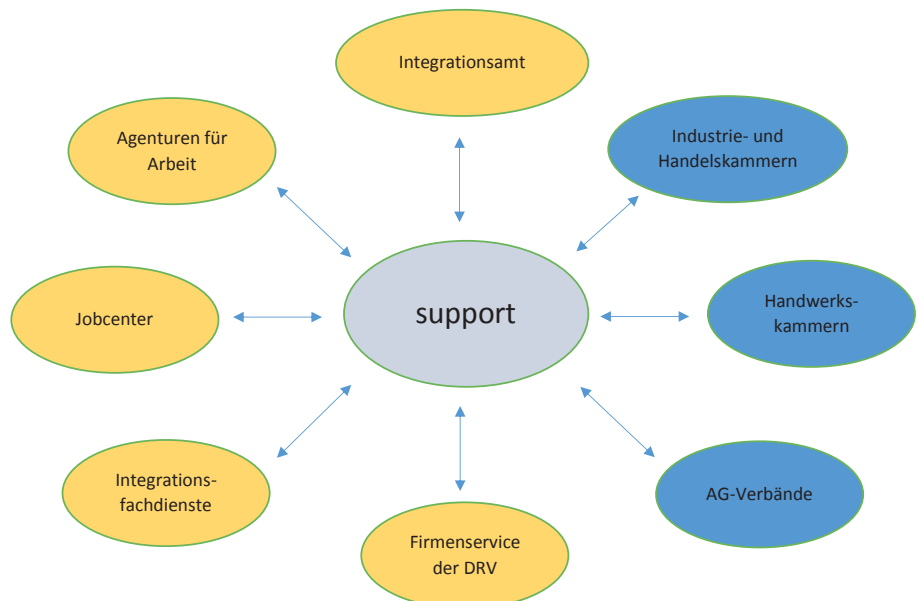 Integrationsamt
Agenturen für
Arbeit
Industrie- und
Handelskammern
Jobcenter
support
Handwerks-
kammern
Integrations-
fachdienste
AG-Verbände
Firmenservice
der DRV